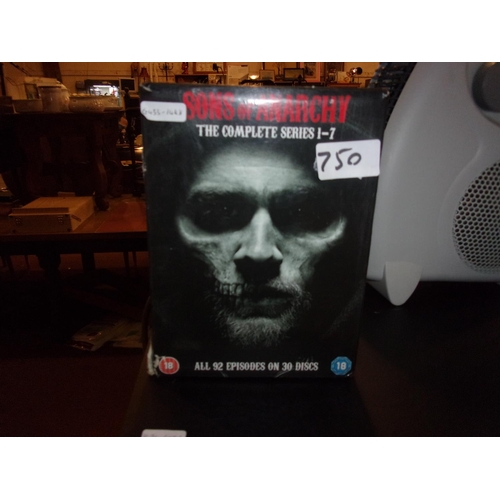 SONS OF ANARCHY
THE COMPLETE SERIES 1-7
750
ALL 92 EPISODES ON 30 DISCS
18
18